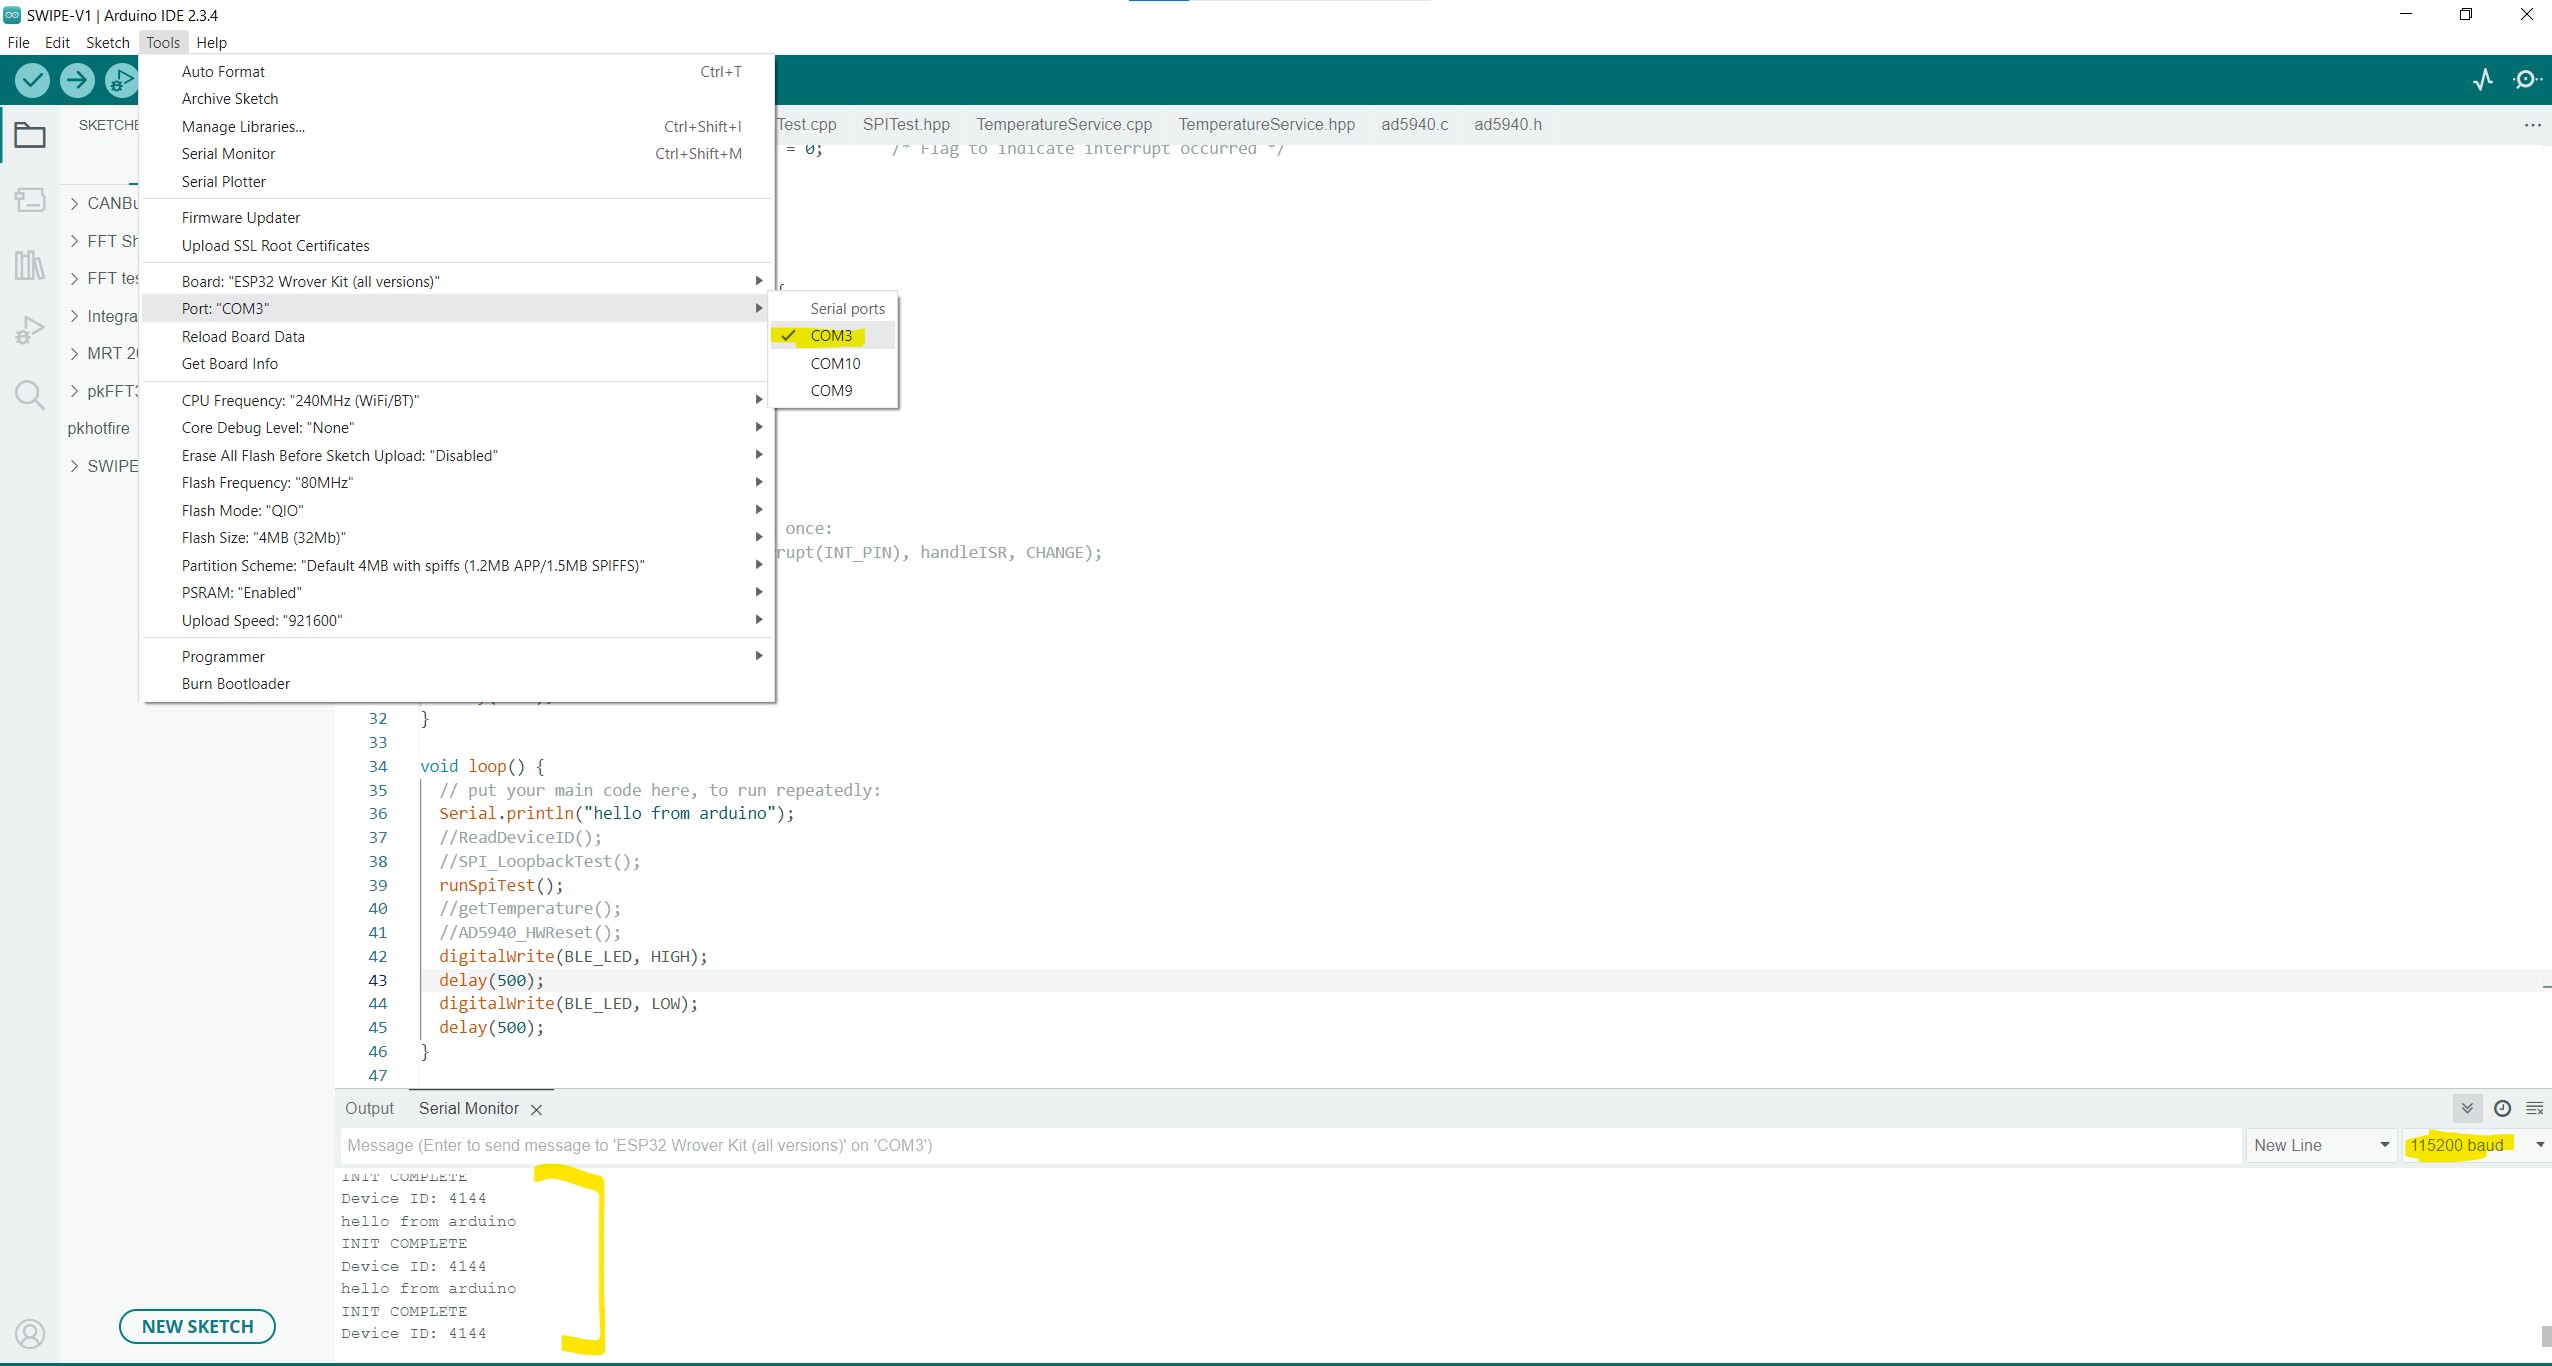 SWIPE-V1 | Arduino IDE 2.3.4
File Edit Sketch Tools Help
Auto Format Ctrl+T
Archive Sketch
Manage Libraries... Ctrl+Shift+I
Serial Monitor Ctrl+Shift+M
Serial Plotter
Firmware Updater
Upload SSL Root Certificates
Board: "ESP32 Wrover Kit (all versions)"
Port: "COM3"
Reload Board Data
Get Board Info
CPU Frequency: "240MHz (WiFi/BT)"
Core Debug Level: "None"
Erase All Flash Before Sketch Upload: "Disabled"
Flash Frequency: "80MHz"
Flash Mode: "QIO"
Flash Size: "4MB (32Mb)"
Partition Scheme: "Default 4MB with spiffs (1.2MB APP/1.5MB SPIFFS)"
PSRAM: "Enabled"
Upload Speed: "921600"
Programmer
Burn Bootloader
Serial ports
COM3
COM10
COM9
SKETCHE
CANBu
FFT Sh
FFT tes
Integra
MRT 20
pkFFT3
pkhotfire
SWIPE
NEW SKETCH
Test.cpp SPITest.hpp TemperatureService.cpp TemperatureService.hpp ad5940.c ad5940.h
= 0; /* Flag to indicate interrupt occurred */
once:
rupt(INT_PIN), handleISR, CHANGE);
32 }
33
34 void loop() {
35 // put your main code here, to run repeatedly:
36 Serial.println("hello from arduino");
37 //ReadDeviceID();
38 //SPI_LoopbackTest();
39 runSpiTest();
40 //getTemperature();
41 //AD5940_HWReset();
42 digitalWrite(BLE_LED, HIGH);
43 delay(500);
44 digitalWrite(BLE_LED, LOW);
45 delay(500);
46 }
47
Output Serial Monitor
Message (Enter to send message to 'ESP32 Wrover Kit (all versions)' on 'COM3') New Line 115200 baud
INIT COMPLETE
Device ID: 4144
hello from arduino
INIT COMPLETE
Device ID: 4144
hello from arduino
INIT COMPLETE
Device ID: 4144